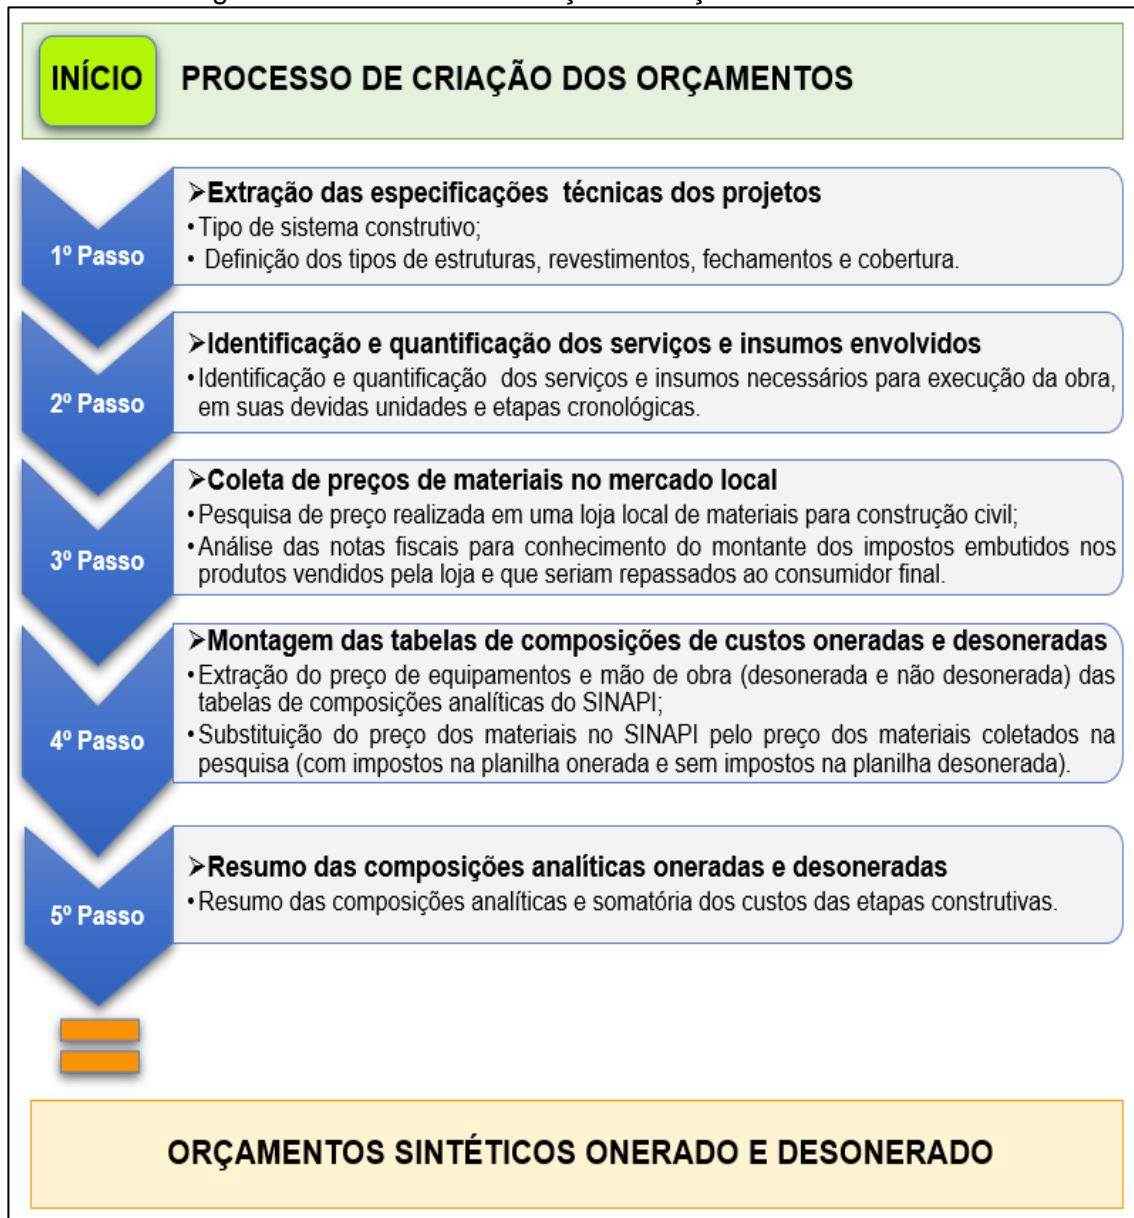 INÍCIO PROCESSO DE CRIAÇÃO DOS ORÇAMENTOS
➢Extração das especificações técnicas dos projetos
•Tipo de sistema construtivo;
1º Passo
• Definição dos tipos de estruturas, revestimentos, fechamentos e cobertura.
➢Identificação e quantificação dos serviços e insumos envolvidos
•Identificação e quantificação dos serviços e insumos necessários para execução da obra,
2º Passo
em suas devidas unidades e etapas cronológicas.
➢Coleta de preços de materiais no mercado local
•Pesquisa de preço realizada em uma loja local de materiais para construção civil;
3º Passo
•Análise das notas fiscais para conhecimento do montante dos impostos embutidos nos
produtos vendidos pela loja e que seriam repassados ao consumidor final.
➢Montagem das tabelas de composições de custos oneradas e desoneradas
•Extração do preço de equipamentos e mão de obra (desonerada e não desonerada) das
tabelas de composições analíticas do SINAPI;
4º Passo
•Substituição do preço dos materiais no SINAPI pelo preço dos materiais coletados na
pesquisa (com impostos na planilha onerada e sem impostos na planilha desonerada).
➢Resumo das composições analíticas oneradas e desoneradas
5º Passo
•Resumo das composições analíticas e somatória dos custos das etapas construtivas.
ORÇAMENTOS SINTÉTICOS ONERADO E DESONERADO